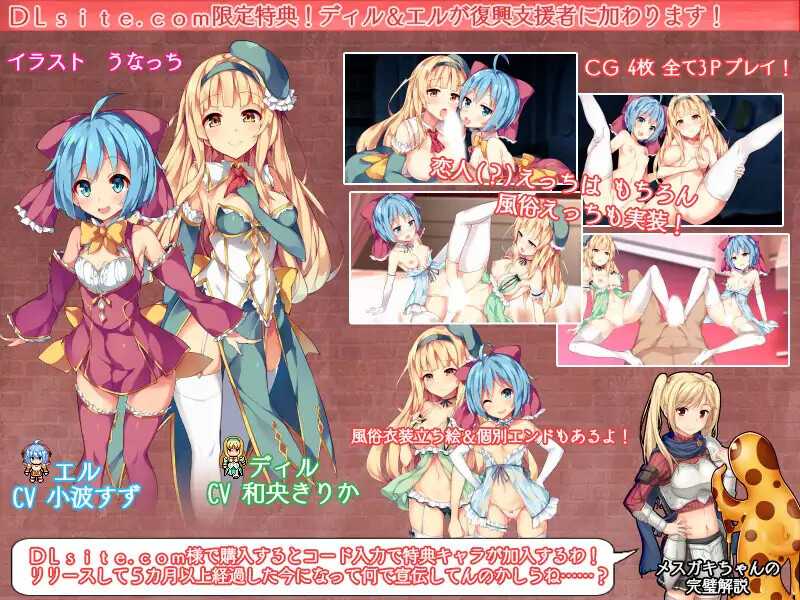 DLsite.com限定特典！ディル＆エルが復興支援者に加わります！
イラスト　うなっち
CG 4枚 全て3Pプレイ！
恋人(?)えっちは もちろん
風俗えっちも実装！
風俗衣装立ち絵＆個別エンドもあるよ！
エル
CV 小波すず
ディル
CV 和央きりか
DLsite.com様で購入するとコード入力で特典キャラが加入するわ！
リリースして５カ月以上経過した今になって何で宣伝してんのかしらね……？
メスガキちゃんの
完璧解説